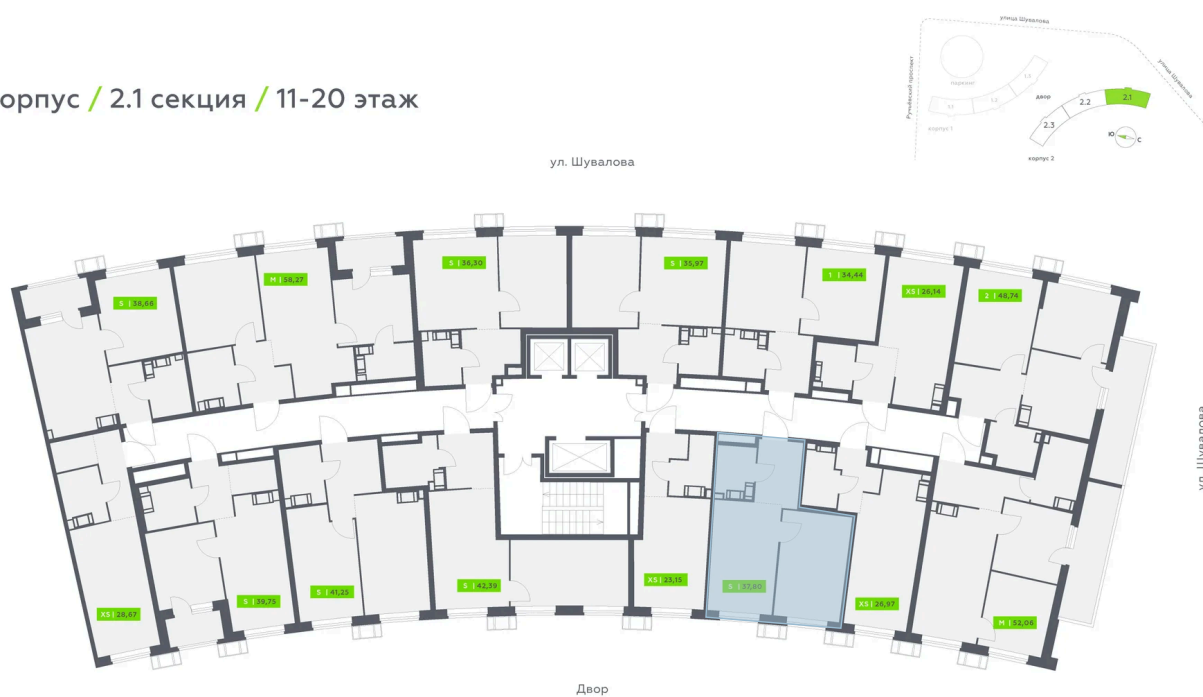 улица Шувалова
Ручьёвский проспект
улица Шувалова
паркинг
двор
2.1
2.2
2.3
корпус 1
корпус 2
Ю
С
орпус / 2.1 секция / 11-20 этаж
ул. Шувалова
S | 36,30
S | 35,97
M | 58,27
1 | 34,44
XS | 26,14
2 | 48,74
S | 38,66
ул. Шувалова
XS | 28,67
S | 39,75
S | 41,25
S | 42,39
XS | 23,15
XS | 26,97
M | 52,06
Двор